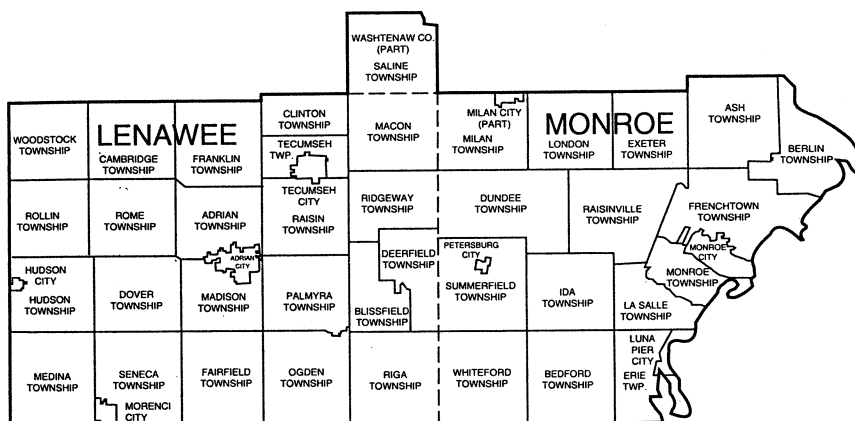 WASHTENAW CO.
(PART)
SALINE
TOWNSHIP
LENAWEE
MONROE
WOODSTOCK
TOWNSHIP
CAMBRIDGE
TOWNSHIP
FRANKLIN
TOWNSHIP
CLINTON
TOWNSHIP
TECUMSEH
TWP.
TECUMSEH
CITY
MACON
TOWNSHIP
MILAN CITY
(PART)
MILAN
TOWNSHIP
LONDON
TOWNSHIP
EXETER
TOWNSHIP
ASH
TOWNSHIP
BERLIN
TOWNSHIP
ROLLIN
TOWNSHIP
ROME
TOWNSHIP
ADRIAN
TOWNSHIP
RAISIN
TOWNSHIP
RIDGEWAY
TOWNSHIP
DUNDEE
TOWNSHIP
RAISINVILLE
TOWNSHIP
FRENCHTOWN
TOWNSHIP
HUDSON
CITY
HUDSON
TOWNSHIP
DOVER
TOWNSHIP
ADRIAN
CITY
MADISON
TOWNSHIP
PALMYRA
TOWNSHIP
DEERFIELD
TOWNSHIP
BLISSFIELD
TOWNSHIP
PETERSBURG
CITY
SUMMERFIELD
TOWNSHIP
IDA
TOWNSHIP
MONROE
CITY
MONROE
TOWNSHIP
LA SALLE
TOWNSHIP
MEDINA
TOWNSHIP
SENECA
TOWNSHIP
MORENCI
CITY
FAIRFIELD
TOWNSHIP
OGDEN
TOWNSHIP
RIGA
TOWNSHIP
WHITEFORD
TOWNSHIP
BEDFORD
TOWNSHIP
LUNA
PIER
CITY
ERIE
TWP.